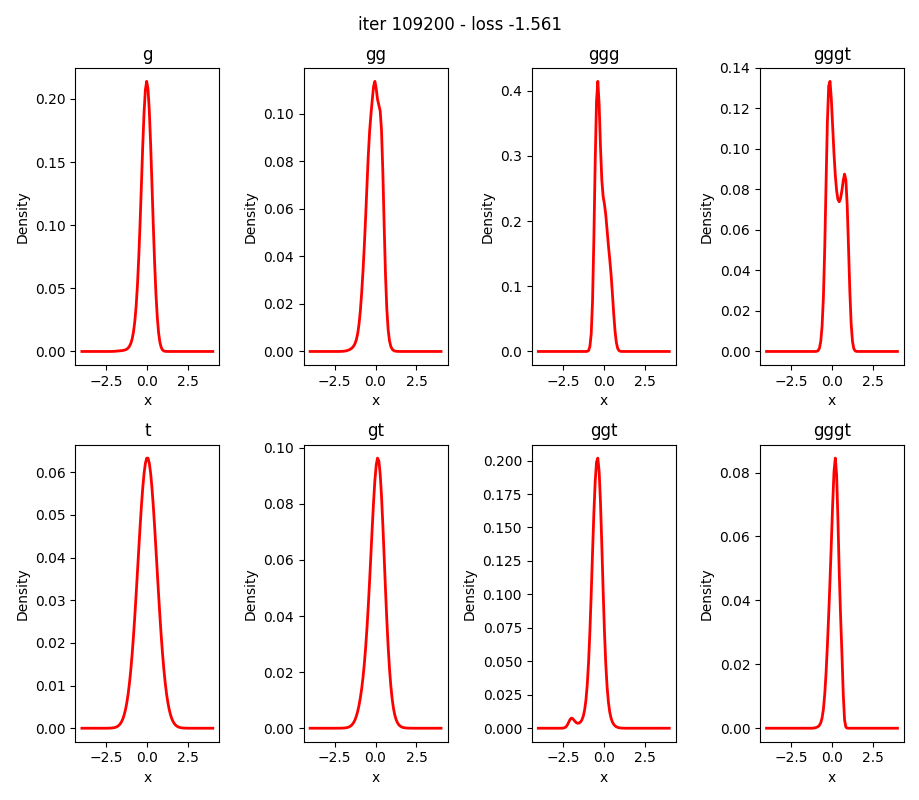 iter 109200 - loss -1.561
g
gg
ggg
gggt
0.20
0.15
0.10
0.05
0.00
Density
−2.5 0.0 2.5
x
0.10
0.08
0.06
0.04
0.02
0.00
Density
−2.5 0.0 2.5
x
0.4
0.3
0.2
0.1
0.0
Density
−2.5 0.0 2.5
x
0.14
0.12
0.10
0.08
0.06
0.04
0.02
0.00
Density
−2.5 0.0 2.5
x
t
gt
ggt
gggt
0.06
0.05
0.04
0.03
0.02
0.01
0.00
Density
−2.5 0.0 2.5
x
0.10
0.08
0.06
0.04
0.02
0.00
Density
−2.5 0.0 2.5
x
0.200
0.175
0.150
0.125
0.100
0.075
0.050
0.025
0.000
Density
−2.5 0.0 2.5
x
0.08
0.06
0.04
0.02
0.00
Density
−2.5 0.0 2.5
x